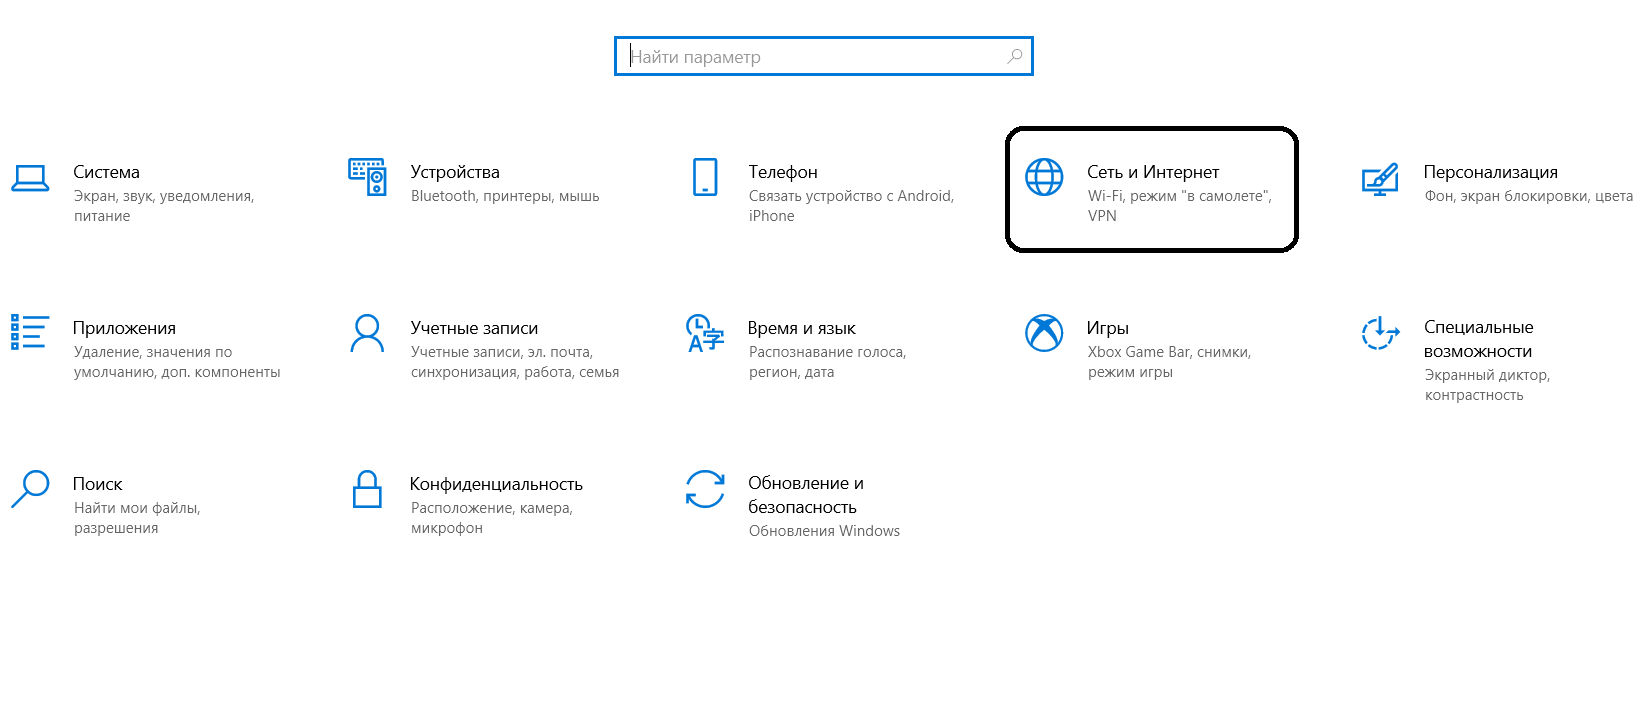 Найти параметр
Система
Экран, звук, уведомления,
питание
Устройства
Bluetooth, принтеры, мышь
Телефон
Связать устройство с Android,
iPhone
Сеть и Интернет
Wi-Fi, режим "в самолете",
VPN
Персонализация
Фон, экран блокировки, цвета
Приложения
Удаление, значения по
умолчанию, доп. компоненты
Учетные записи
Учетные записи, эл. почта,
синхронизация, работа, семья
Время и язык
Распознавание голоса,
регион, дата
Игры
Xbox Game Bar, снимки,
режим игры
Специальные
возможности
Экранный диктор,
контрастность
Поиск
Найти мои файлы,
разрешения
Конфиденциальность
Расположение, камера,
микрофон
Обновление и
безопасность
Обновления Windows